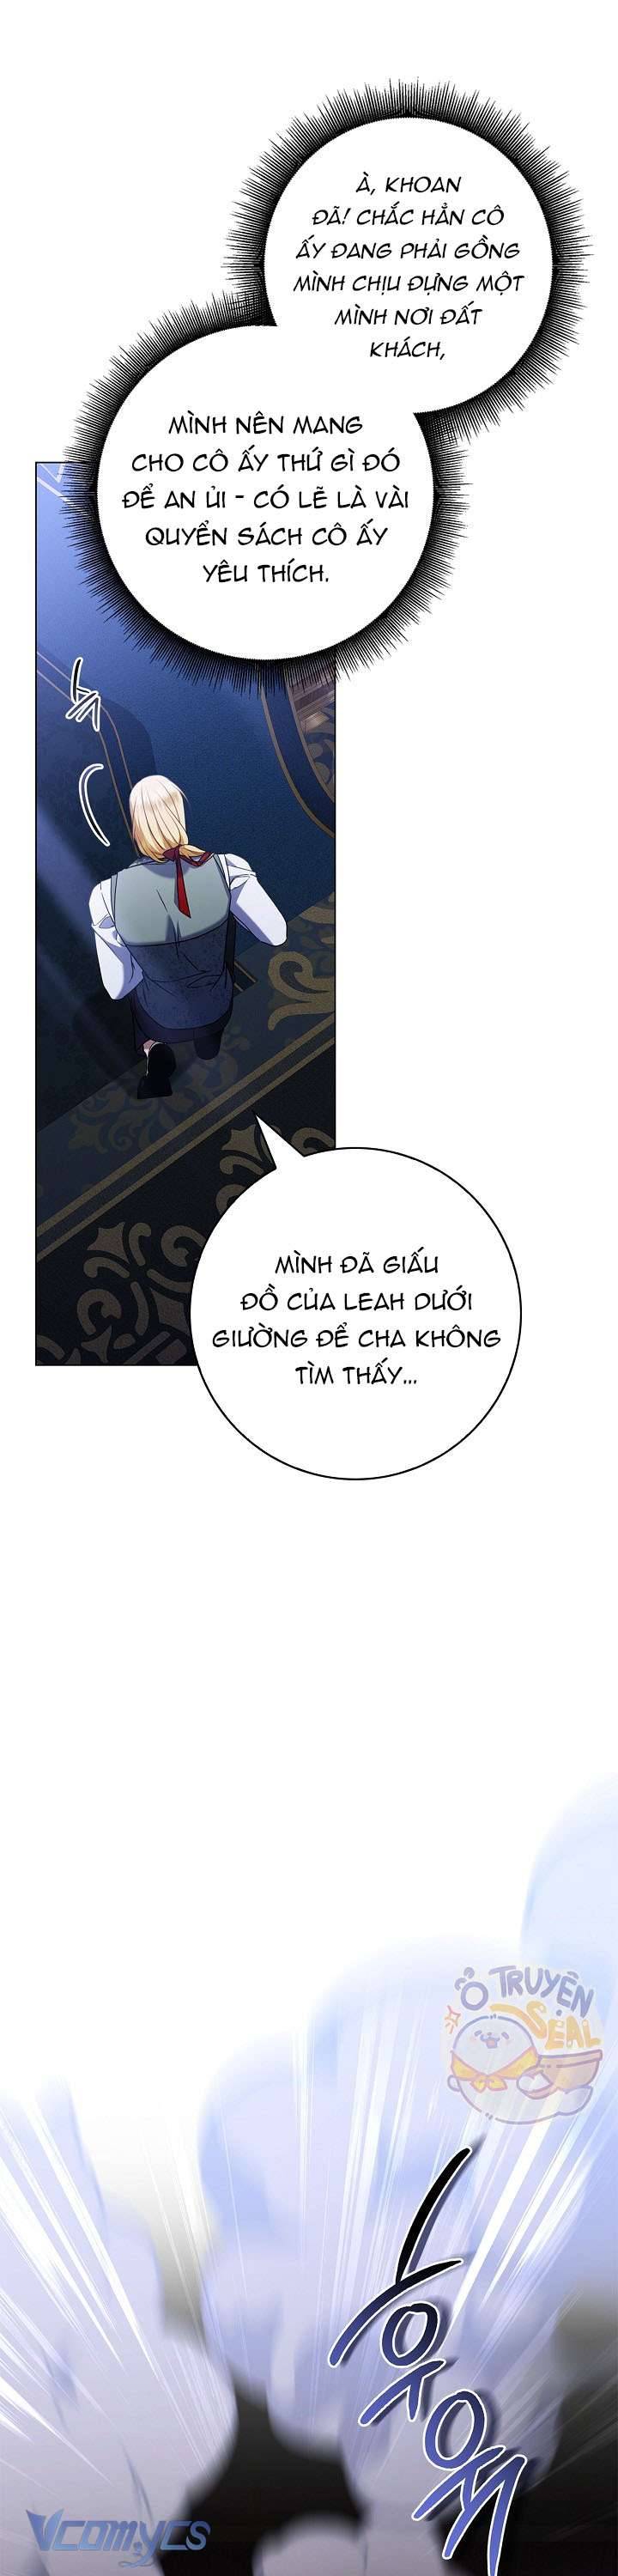 À, KHOAN
ĐÃ! CHẮC HẲN CÔ
ẤY ĐANG PHẢI GỒNG
MÌNH CHỊU ĐỰNG MỘT
MÌNH NƠI ĐẤT
KHÁCH,
MÌNH NÊN MANG
CHO CÔ ẤY THỨ GÌ ĐÓ
ĐỂ AN ỦI - CÓ LẼ LÀ VÀI
QUYỂN SÁCH CÔ ẤY
YÊU THÍCH.
MÌNH ĐÃ GIẤU
ĐỒ CỦA LEAH DƯỚI
GIƯỜNG ĐỂ CHA KHÔNG
TÌM THẤY...
Ổ TRUYỆN
SEAL
VCOMYCS